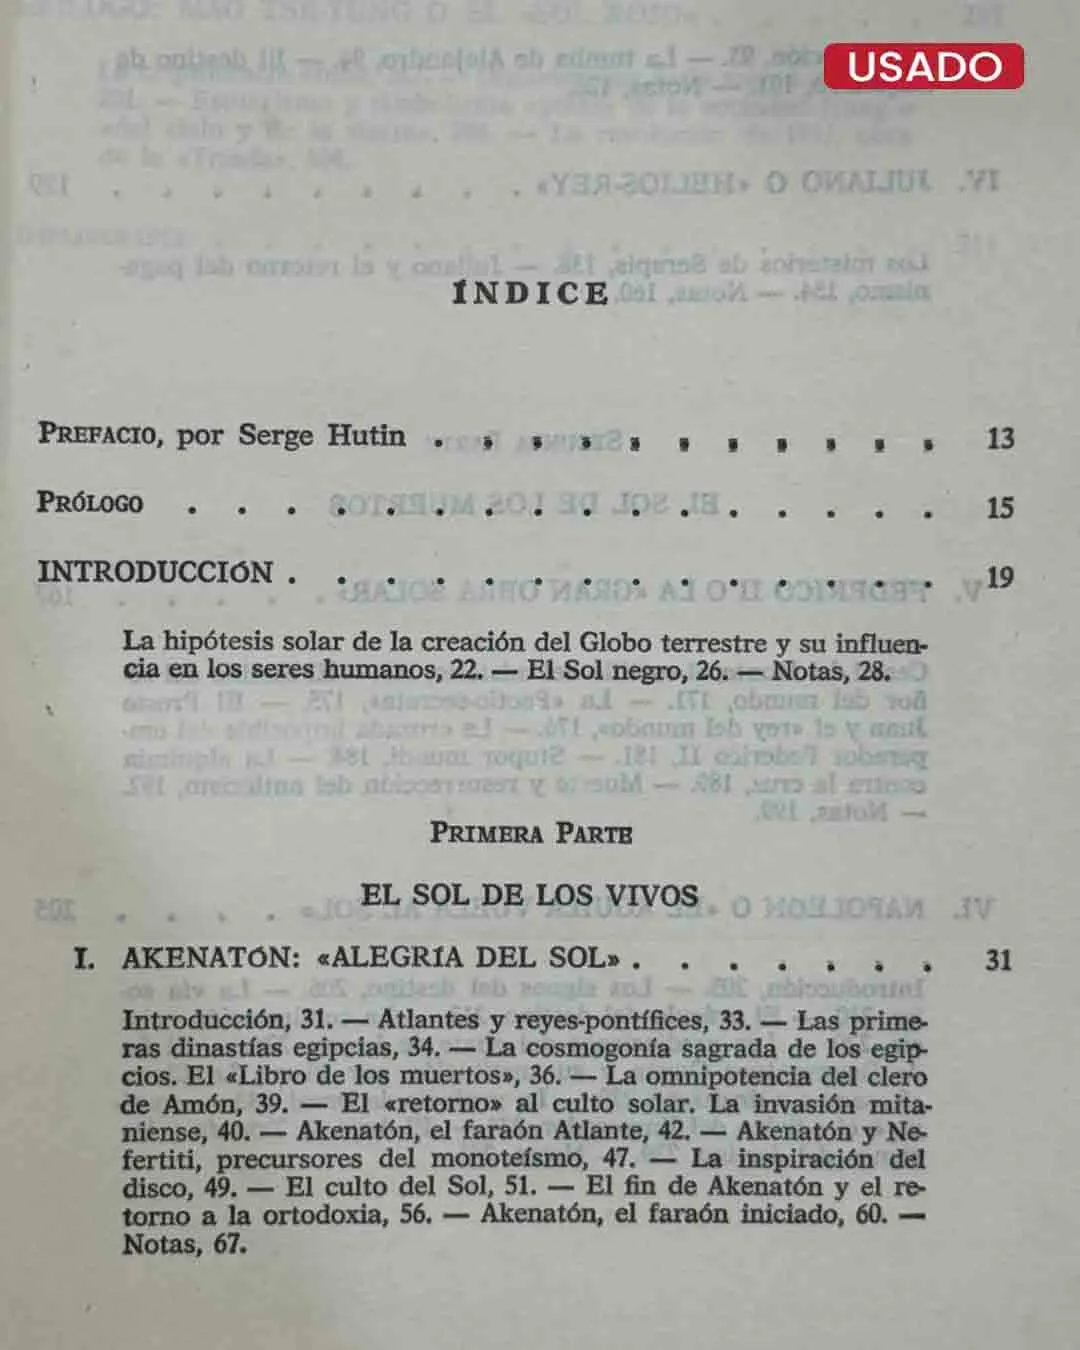 USADO
ÍNDICE
PREFACIO, por Serge Hutin . . . . . . . . . . . 13
PRÓLOGO . . . . . . . . . . . . . . . . 15
INTRODUCCIÓN . . . . . . . . . . . . . . 19
La hipótesis solar de la creación del Globo terrestre y su influen-
cia en los seres humanos, 22. — El Sol negro, 26. — Notas, 28.
PRIMERA PARTE
EL SOL DE LOS VIVOS
I. AKENATÓN: «ALEGRÍA DEL SOL» . . . . . . . 31
Introducción, 31. — Atlantes y reyes-pontífices, 33. — Las prime-
ras dinastías egipcias, 34. — La cosmogonía sagrada de los egip-
cios. El «Libro de los muertos», 36. — La omnipotencia del clero
de Amón, 39. — El «retorno» al culto solar. La invasión mita-
niense, 40. — Akenatón, el faraón Atlante, 42. — Akenatón y Ne-
fertiti, precursores del monoteísmo, 47. — La inspiración del
disco, 49. — El culto del Sol, 51. — El fin de Akenatón y el re-
torno a la ortodoxia, 56. — Akenatón, el faraón iniciado, 60. —
Notas, 67.